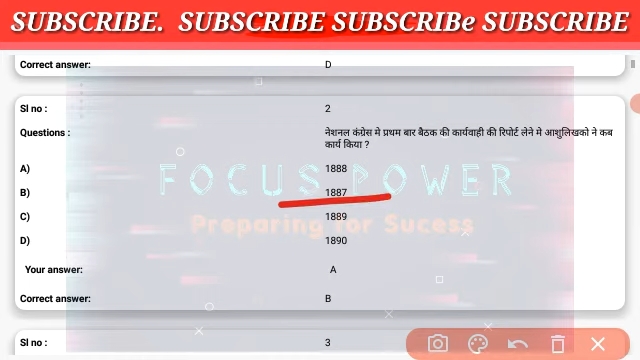 SUBSCRIBE. SUBSCRIBE SUBSCRIBe SUBSCRIBE
Correct answer: D
Sl no : 2
Questions : नेशनल कंग्रेस मे प्रथम बार बैठक की कार्यवाही की रिपोर्ट लेने मे आशुलिखको ने कब
कार्य किया ?
A) 1888
FOCUS POWER
B) 1887
C) 1889
Preparing for Sucess
D) 1890
Your answer: A
Correct answer: B
Sl no : 3